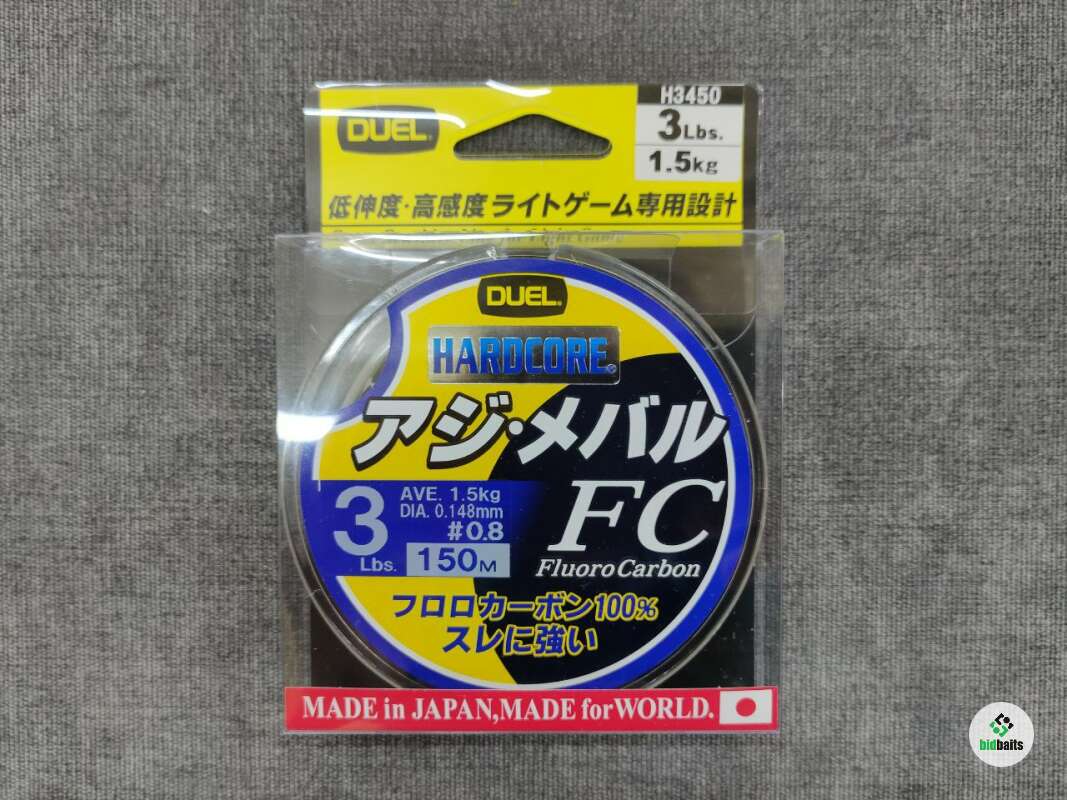 DUEL®
H3450
3Lbs.
1.5kg
低伸度・高感度ライトゲーム専用設計
DUEL®
HARDCORE®
アジ・メバル
FC
Fluoro Carbon
3
Lbs.
AVE. 1.5kg
DIA. 0.148mm
#0.8
150M
フロロカーボン100%
スレに強い
MADE in JAPAN,MADE for WORLD.
bidbaits